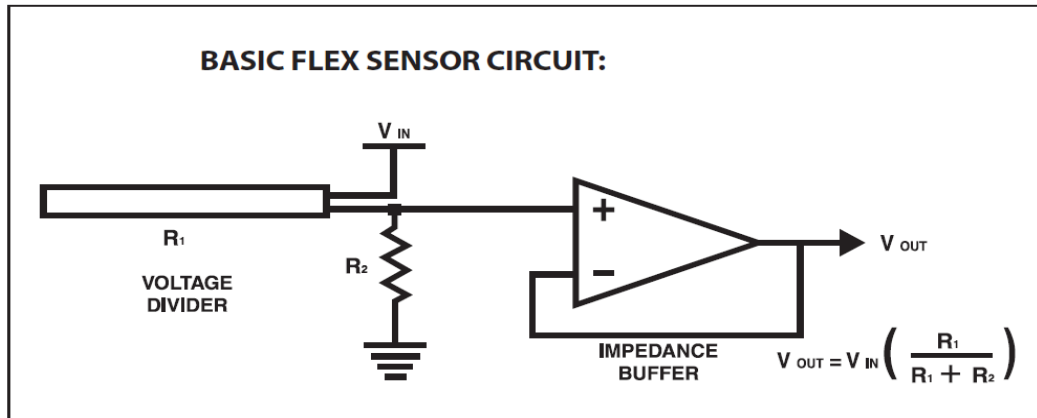 BASIC FLEX SENSOR CIRCUIT:
V IN
R₁
VOLTAGE
DIVIDER
R₂
+
−
IMPEDANCE
BUFFER
V OUT
V OUT = V IN ( R₁ / R₁ + R₂ )